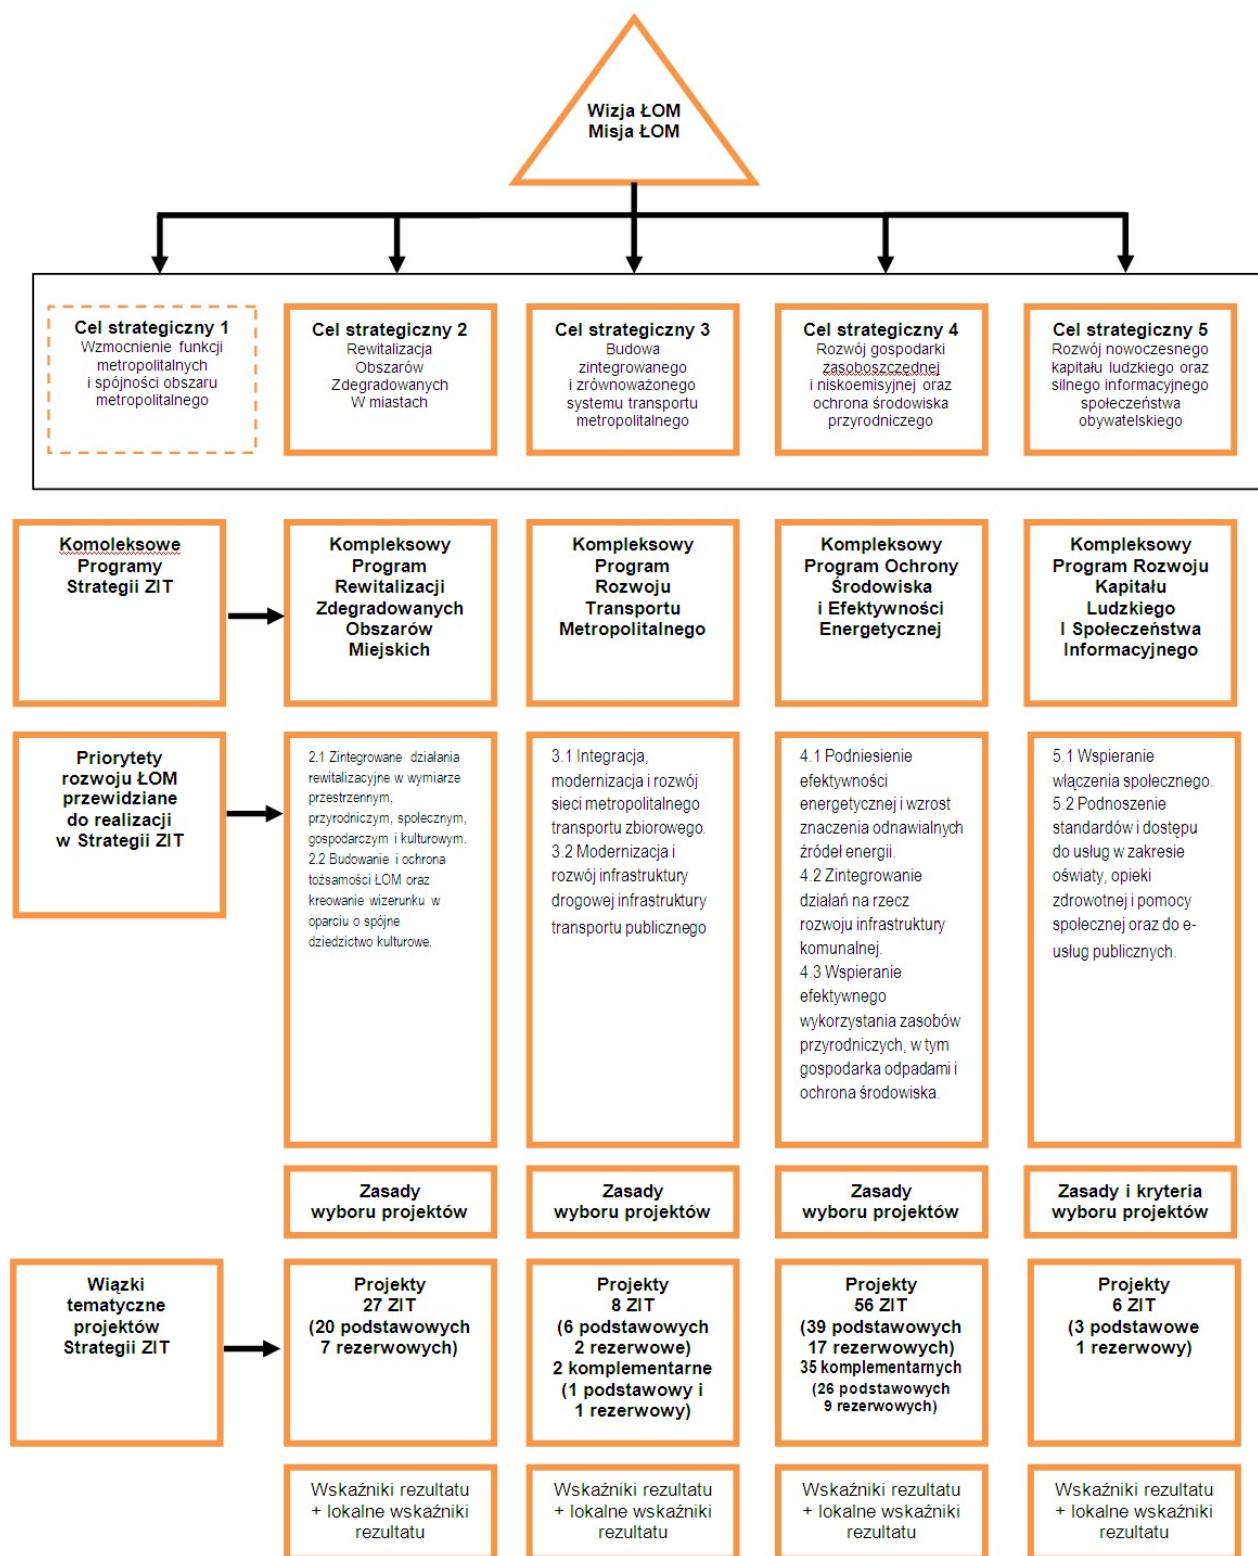 Wizja ŁOM
Misja ŁOM
Cel strategiczny 1
Wzmocnienie funkcji
metropolitalnych
i spójności obszaru
metropolitalnego
Cel strategiczny 2
Rewitalizacja
Obszarów
Zdegradowanych
W miastach
Cel strategiczny 3
Budowa
zintegrowanego
i zrównoważonego
systemu transportu
metropolitalnego
Cel strategiczny 4
Rozwój gospodarki
zasoboszczędnej
i niskoemisyjnej oraz
ochrona środowiska
przyrodniczego
Cel strategiczny 5
Rozwój nowoczesnego
kapitału ludzkiego oraz
silnego informacyjnego
społeczeństwa
obywatelskiego
Komoleksowe
Programy
Strategii ZIT
Kompleksowy
Program
Rewitalizacji
Zdegradowanych
Obszarów
Miejskich
Kompleksowy
Program
Rozwoju
Transportu
Metropolitalnego
Kompleksowy
Program Ochrony
Środowiska
i Efektywności
Energetycznej
Kompleksowy
Program Rozwoju
Kapitału
Ludzkiego
I Społeczeństwa
Informacyjnego
Priorytety
rozwoju ŁOM
przewidziane
do realizacji
w Strategii ZIT
2.1 Zintegrowane działania
rewitalizacyjne w wymiarze
przestrzennym,
przyrodniczym, społecznym,
gospodarczym i kulturowym.
2.2 Budowanie i ochrona
tożsamości ŁOM oraz
kreowanie wizerunku w
oparciu o spójne
dziedzictwo kulturowe.
3.1 Integracja,
modernizacja i rozwój
sieci metropolitalnego
transportu zbiorowego.
3.2 Modernizacja i
rozwój infrastruktury
drogowej infrastruktury
transportu publicznego
4.1 Podniesienie
efektywności
energetycznej i wzrost
znaczenia odnawialnych
źródeł energii.
4.2 Zintegrowanie
działań na rzecz
rozwoju infrastruktury
komunalnej.
4.3 Wspieranie
efektywnego
wykorzystania zasobów
przyrodniczych, w tym
gospodarka odpadami i
ochrona środowiska.
5.1 Wspieranie
włączenia społecznego.
5.2 Podnoszenie
standardów i dostępu
do usług w zakresie
oświaty, opieki
zdrowotnej i pomocy
społecznej oraz do e-
usług publicznych.
Zasady
wyboru projektów
Zasady
wyboru projektów
Zasady
wyboru projektów
Zasady i kryteria
wyboru projektów
Wiązki
tematyczne
projektów
Strategii ZIT
Projekty
27 ZIT
(20 podstawowych
7 rezerwowych)
Projekty
8 ZIT
(6 podstawowych
2 rezerwowe)
2 komplementarne
(1 podstawowy i
1 rezerwowy)
Projekty
56 ZIT
(39 podstawowych
17 rezerwowych)
35 komplementarnych
(26 podstawowych
9 rezerwowych)
Projekty
6 ZIT
(3 podstawowe
1 rezerwowy)
Wskaźniki rezultatu
+ lokalne wskaźniki
rezultatu
Wskaźniki rezultatu
+ lokalne wskaźniki
rezultatu
Wskaźniki rezultatu
+ lokalne wskaźniki
rezultatu
Wskaźniki rezultatu
+ lokalne wskaźniki
rezultatu